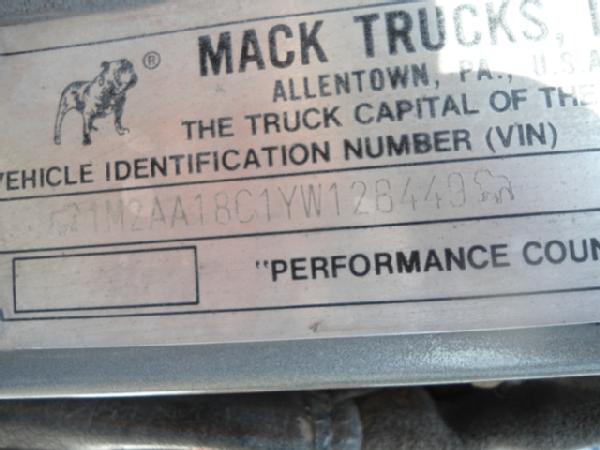 ® MACK TRUCKS, I
ALLENTOWN, PA., U.S.A
THE TRUCK CAPITAL OF THE
VEHICLE IDENTIFICATION NUMBER (VIN)
1M2AA18C1YW128449
"PERFORMANCE COUN